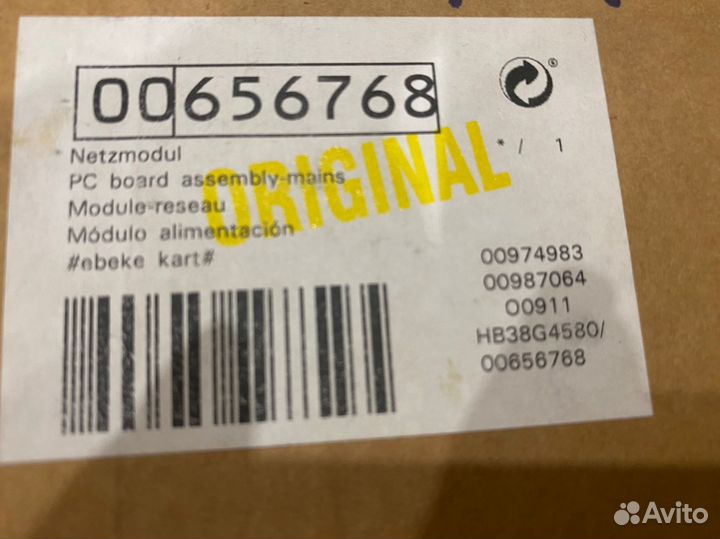 00656768
Netzmodul
PC board assembly-mains
Module-reseau
Módulo alimentación
#ebeke kart#
ORIGINAL
®
* / 1
00974983
00987064
00911
HB38G4580/
00656768
Avito